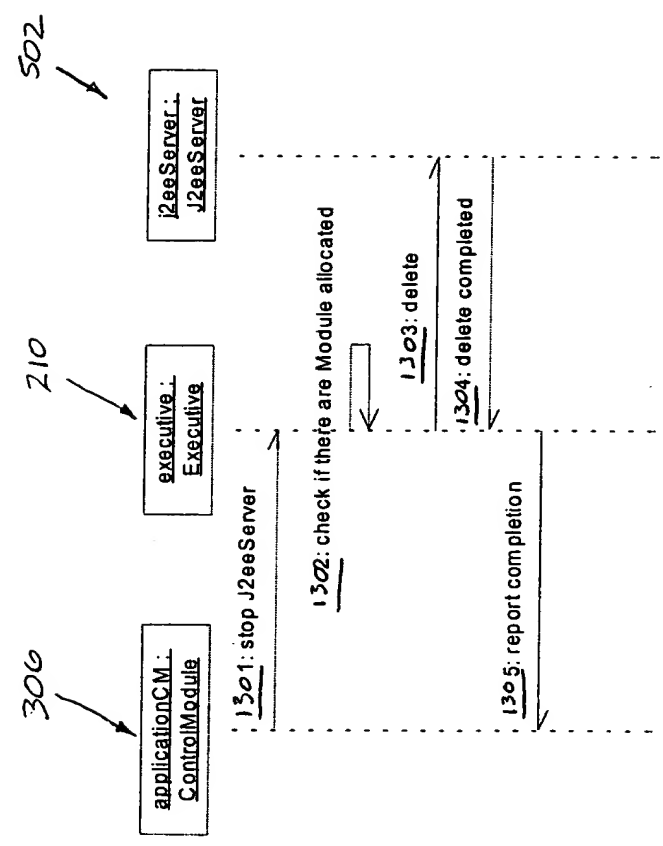 306
210
502
applicationCM :
ControlModule
executive :
Executive
j2eeServer :
J2eeServer
1301: stop J2eeServer
1302: check if there are Module allocated
1303: delete
1304: delete completed
1305: report completion